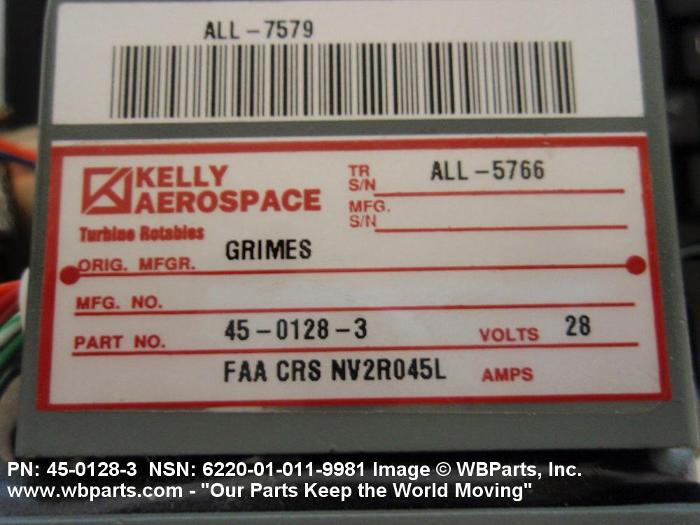 ALL-7579
KELLY AEROSPACE
Turbine Rotables
TR S/N ALL-5766
MFG. S/N
ORIG. MFGR. GRIMES
MFG. NO.
PART NO. 45-0128-3 VOLTS 28
FAA CRS NV2R045L AMPS
PN: 45-0128-3 NSN: 6220-01-011-9981 Image © WBParts, Inc.
www.wbparts.com - "Our Parts Keep the World Moving"